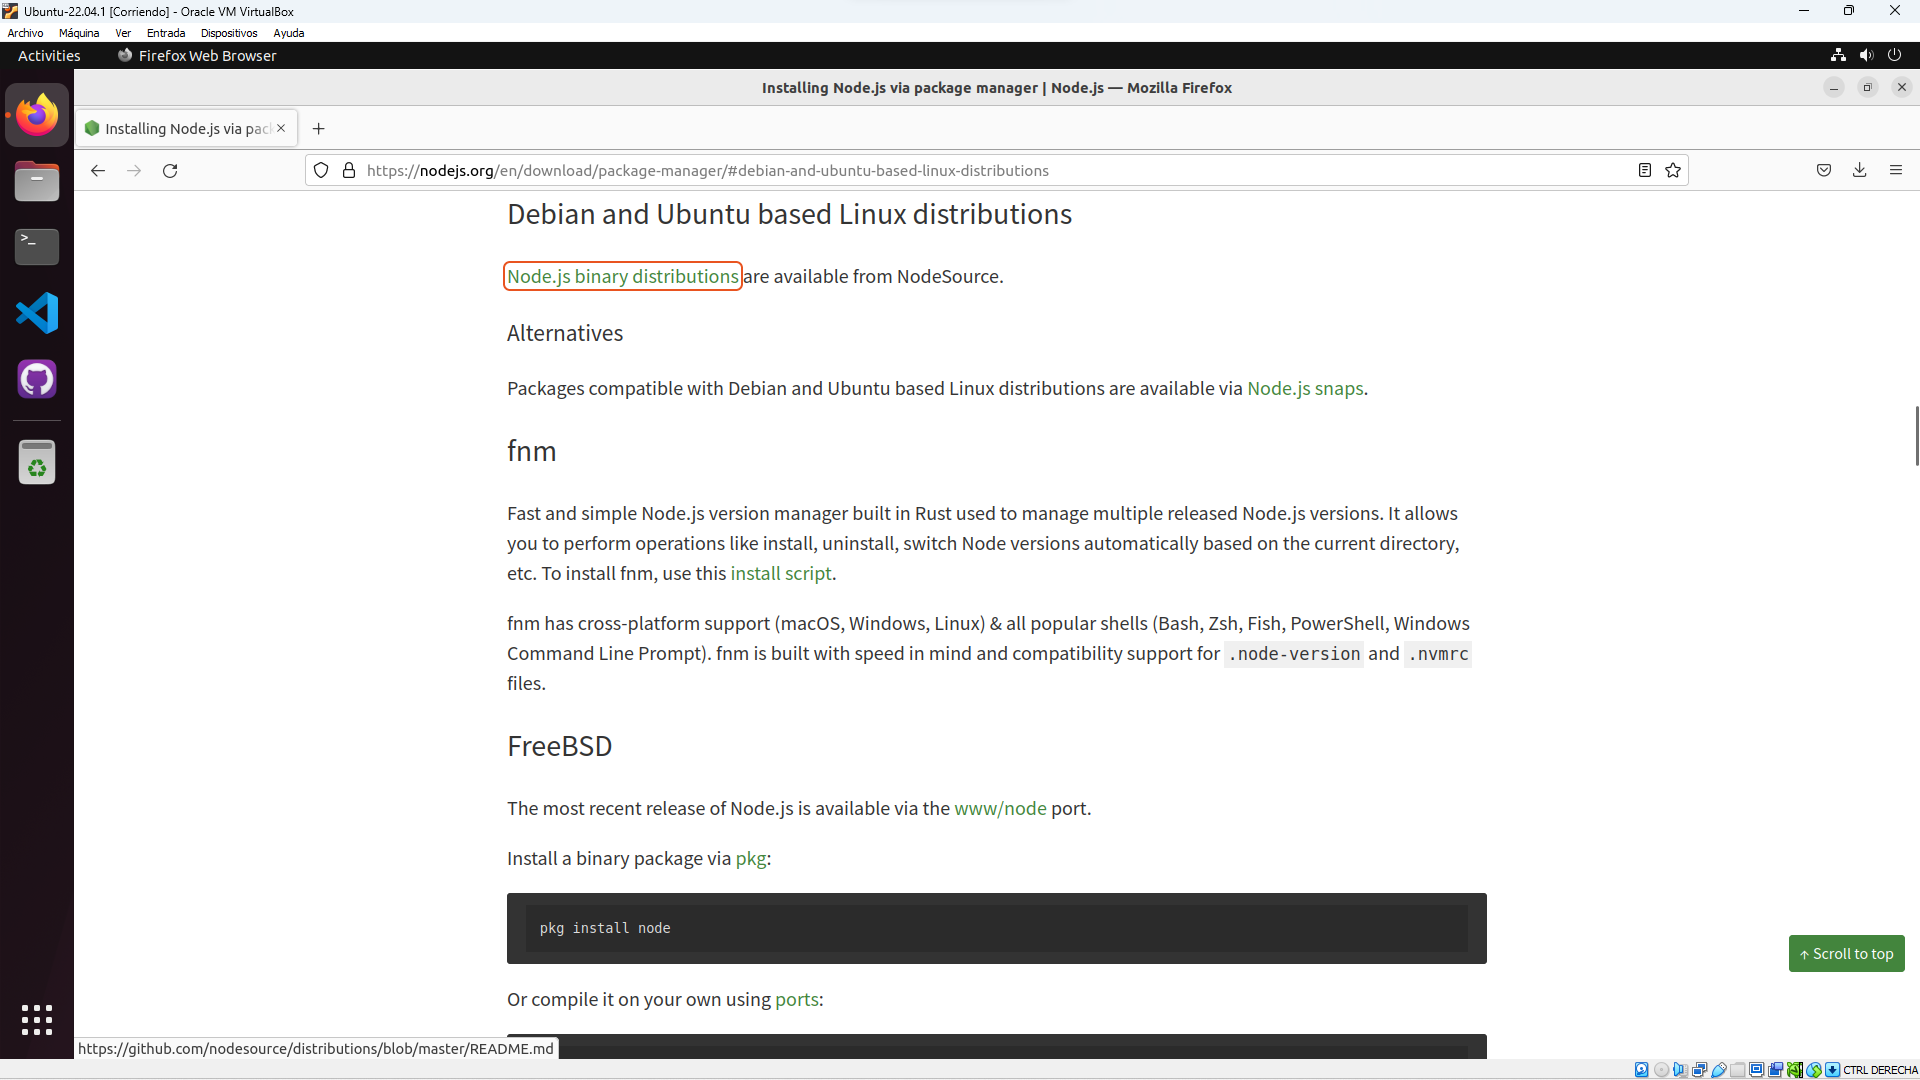 Ubuntu-22.04.1 [Corriendo] - Oracle VM VirtualBox
Archivo Máquina Ver Entrada Dispositivos Ayuda
Activities Firefox Web Browser
Installing Node.js via package manager | Node.js — Mozilla Firefox
Installing Node.js via pac
https://nodejs.org/en/download/package-manager/#debian-and-ubuntu-based-linux-distributions
Debian and Ubuntu based Linux distributions
Node.js binary distributions are available from NodeSource.
Alternatives
Packages compatible with Debian and Ubuntu based Linux distributions are available via Node.js snaps.
fnm
Fast and simple Node.js version manager built in Rust used to manage multiple released Node.js versions. It allows
you to perform operations like install, uninstall, switch Node versions automatically based on the current directory,
etc. To install fnm, use this install script.
fnm has cross-platform support (macOS, Windows, Linux) & all popular shells (Bash, Zsh, Fish, PowerShell, Windows
Command Line Prompt). fnm is built with speed in mind and compatibility support for .node-version and .nvmrc
files.
FreeBSD
The most recent release of Node.js is available via the www/node port.
Install a binary package via pkg:
pkg install node
↑ Scroll to top
Or compile it on your own using ports:
https://github.com/nodesource/distributions/blob/master/README.md
CTRL DERECHA